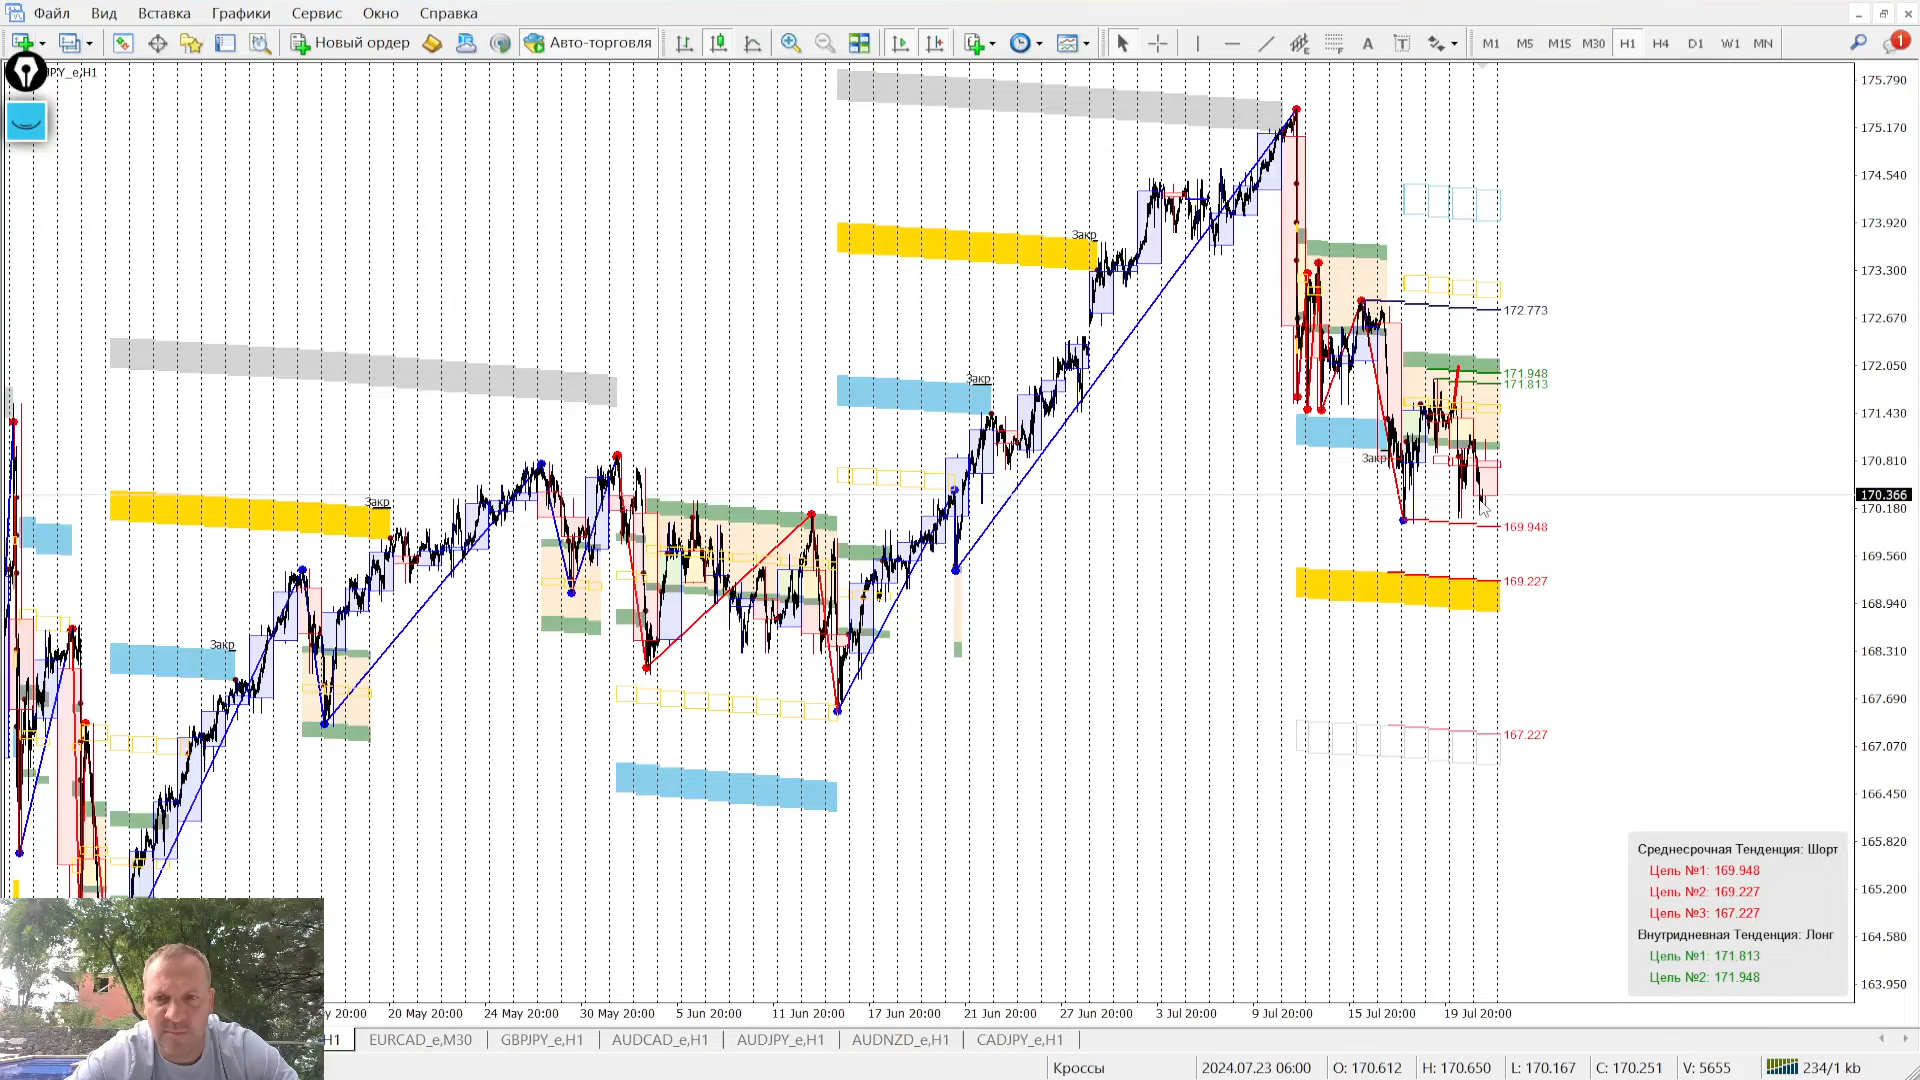 Файл Вид Вставка Графики Сервис Окно Справка
Новый ордер Авто-торговля A T E F M1 M5 M15 M30 H1 H4 D1 W1 MN 1
PY_e,H1
175.790
175.170
174.540
173.920
173.300
172.670
172.050
171.430
170.810
170.366
170.180
169.560
168.940
168.310
167.690
167.070
166.450
165.820
165.200
164.580
163.950
Закр
Закр
Закр
Закр
Закр
172.773
171.948
171.813
169.948
169.227
167.227
Среднесрочная Тенденция: Шорт
Цель №1: 169.948
Цель №2: 169.227
Цель №3: 167.227
Внутридневная Тенденция: Лонг
Цель №1: 171.813
Цель №2: 171.948
y 20:00 20 May 20:00 24 May 20:00 30 May 20:00 5 Jun 20:00 11 Jun 20:00 17 Jun 20:00 21 Jun 20:00 27 Jun 20:00 3 Jul 20:00 9 Jul 20:00 15 Jul 20:00 19 Jul 20:00
H1 EURCAD_e,M30 GBPJPY_e,H1 AUDCAD_e,H1 AUDJPY_e,H1 AUDNZD_e,H1 CADJPY_e,H1
Кроссы 2024.07.23 06:00 O: 170.612 H: 170.650 L: 170.167 C: 170.251 V: 5655 234/1 kb